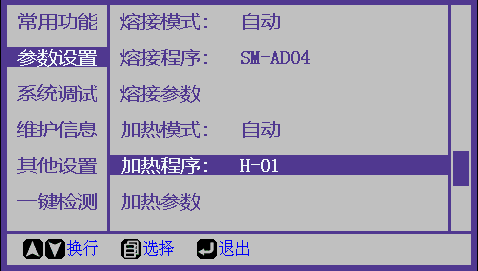 常用功能
参数设置
系统调试
维护信息
其他设置
一键检测
熔接模式: 自动
熔接程序: SM-AD04
熔接参数
加热模式: 自动
加热程序: H-01
加热参数
换行 选择 退出